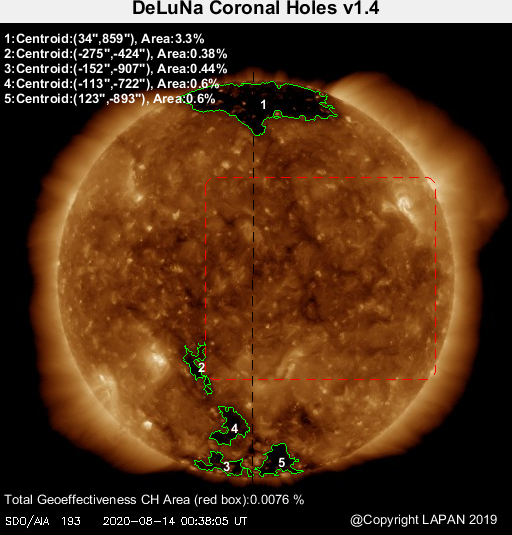 DeLuNa Coronal Holes v1.4
1:Centroid:(34",859"), Area:3.3%
2:Centroid:(-275",-424"), Area:0.38%
3:Centroid:(-152",-907"), Area:0.44%
4:Centroid:(-113",-722"), Area:0.6%
5:Centroid:(123",-893"), Area:0.6%
1
2
4
3 5
Total Geoeffectiveness CH Area (red box):0.0076 %
SDO/AIA 193 2020-08-14 00:38:05 UT @Copyright LAPAN 2019